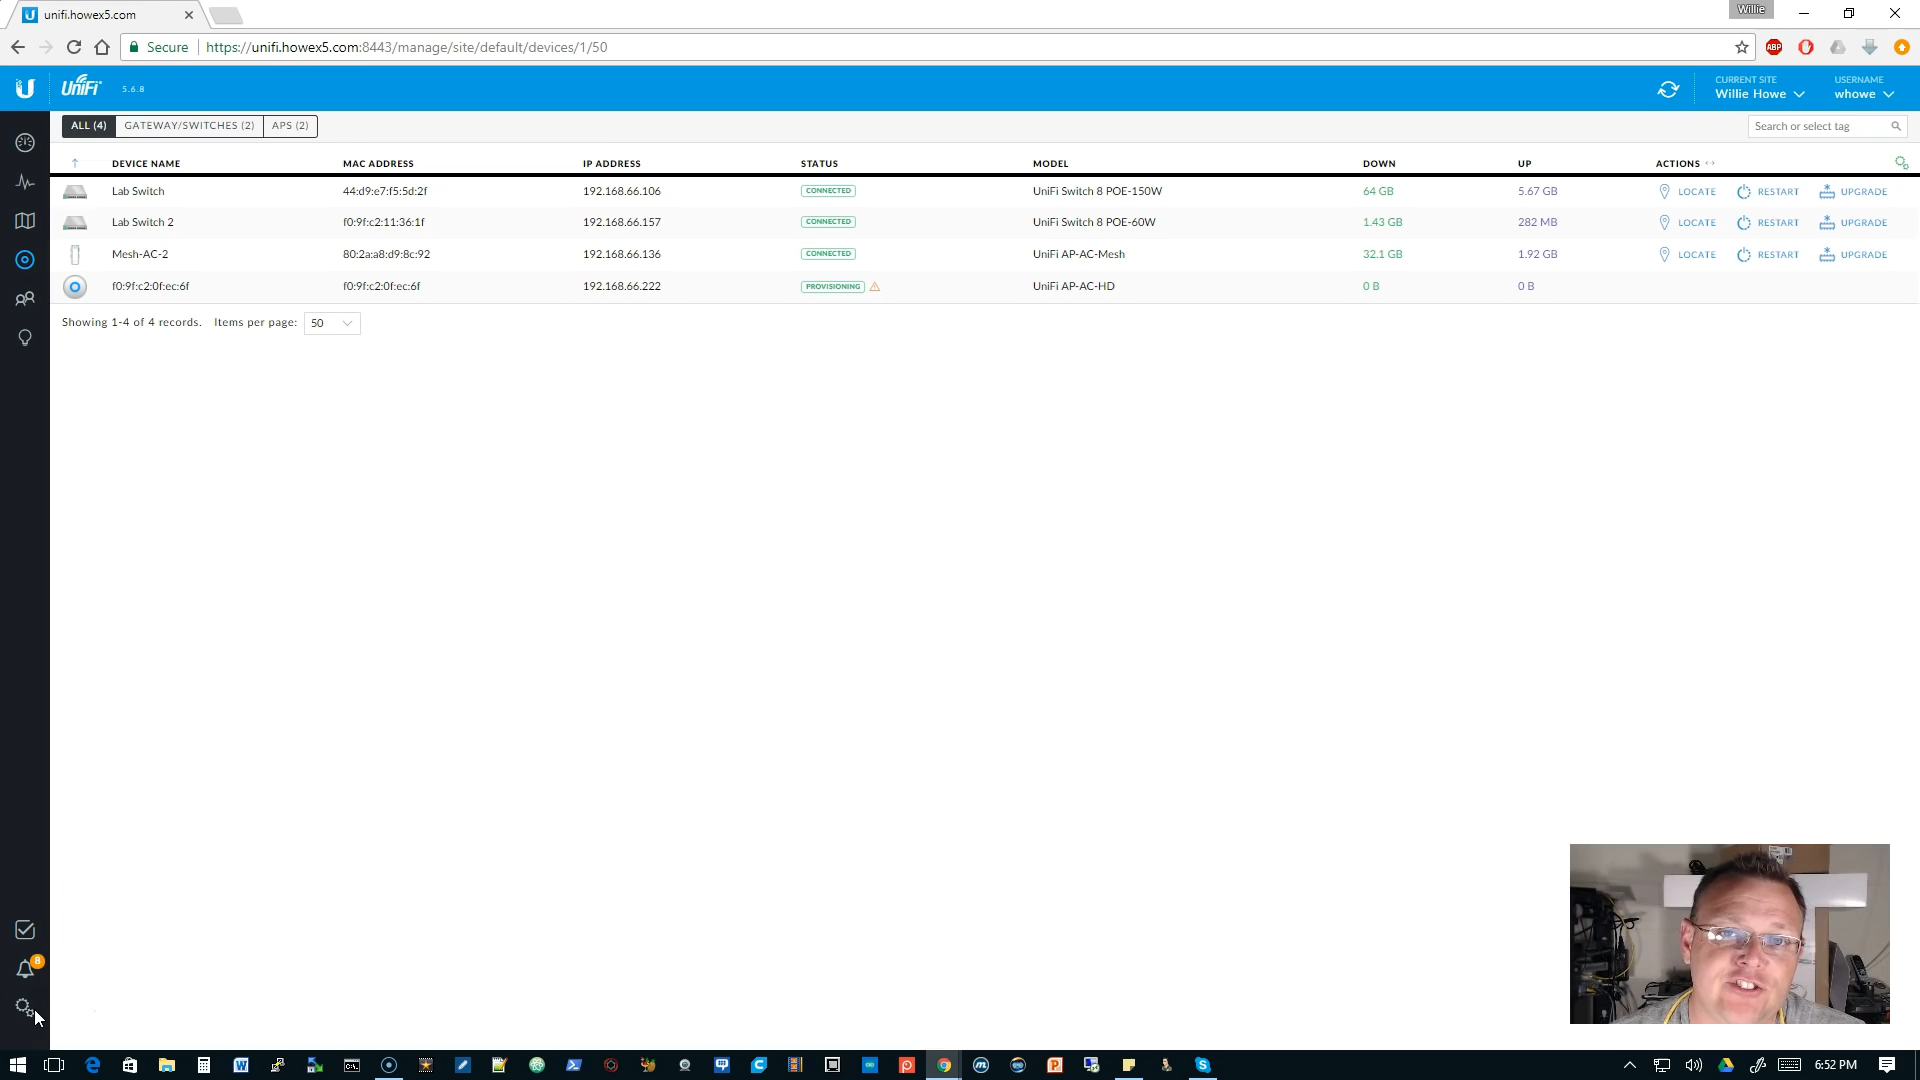 unifi.howex5.com
Willie
Secure https://unifi.howex5.com:8443/manage/site/default/devices/1/50
ABP
UniFi 5.6.8
CURRENT SITE
Willie Howe
USERNAME
whowe
ALL (4) GATEWAY/SWITCHES (2) APS (2)
Search or select tag
DEVICE NAME MAC ADDRESS IP ADDRESS STATUS MODEL DOWN UP ACTIONS
Lab Switch 44:d9:e7:f5:5d:2f 192.168.66.106 CONNECTED UniFi Switch 8 POE-150W 64 GB 5.67 GB LOCATE RESTART UPGRADE
Lab Switch 2 f0:9f:c2:11:36:1f 192.168.66.157 CONNECTED UniFi Switch 8 POE-60W 1.43 GB 282 MB LOCATE RESTART UPGRADE
Mesh-AC-2 80:2a:a8:d9:8c:92 192.168.66.136 CONNECTED UniFi AP-AC-Mesh 32.1 GB 1.92 GB LOCATE RESTART UPGRADE
f0:9f:c2:0f:ec:6f f0:9f:c2:0f:ec:6f 192.168.66.222 PROVISIONING UniFi AP-AC-HD 0 B 0 B
Showing 1-4 of 4 records. Items per page: 50
8
6:52 PM